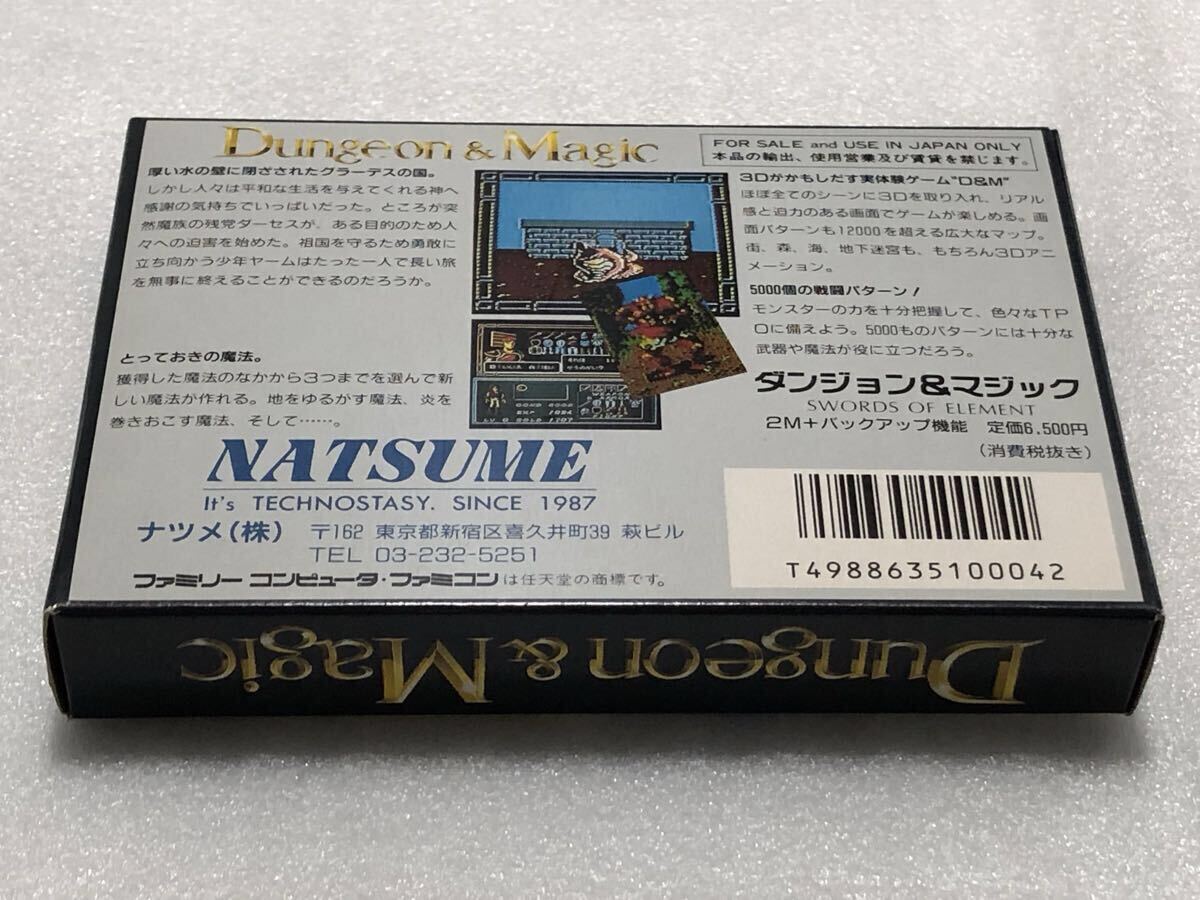 Dungeon & Magic
厚い水の壁に閉ざされたグラーデスの国。
しかし人々は平和な生活を与えてくれる神へ
感謝の気持ちでいっぱいだった。ところが突
然魔族の残党ダーセスが、ある目的のため人
々への迫害を始めた。祖国を守るため勇敢に
立ち向かう少年ヤームはたった一人で長い旅
を無事に終えることができるのだろうか。
とっておきの魔法。
獲得した魔法のなかから3つまでを選んで新
しい魔法が作れる。地をゆるがす魔法、炎を
巻きおこす魔法、そして……。
FOR SALE and USE IN JAPAN ONLY
本品の輸出、使用営業及び賃貸を禁じます。
3Dがかもしだす実体験ゲーム"D&M"
ほぼ全てのシーンに3Dを取り入れ、リアル
感と迫力のある画面でゲームが楽しめる。画
面パターンも12000を超える広大なマップ。
街、森、海、地下迷宮も、もちろん3Dアニ
メーション。
5000個の戦闘パターン!
モンスターの力を十分把握して、色々なTP
Oに備えよう。5000ものパターンには十分な
武器や魔法が役に立つだろう。
ダンジョン&マジック
SWORDS OF ELEMENT
2M+バックアップ機能 定価6,500円
(消費税抜き)
NATSUME
It's TECHNOSTASY. SINCE 1987
ナツメ(株) 〒162 東京都新宿区喜久井町39 萩ビル
TEL 03-232-5251
ファミリーコンピュータ・ファミコンは任天堂の商標です。
T4988635100042
Dungeon & Magic